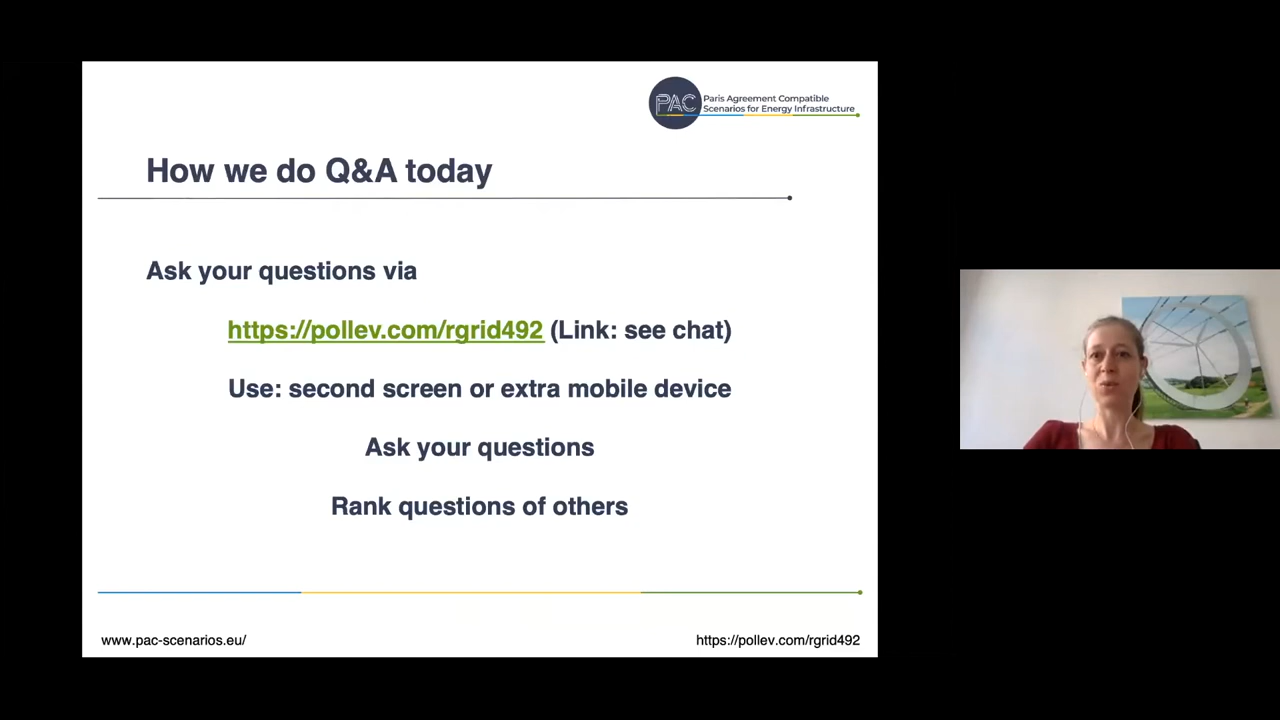 PAC
Paris Agreement Compatible
Scenarios for Energy Infrastructure
How we do Q&A today
Ask your questions via
https://pollev.com/rgrid492 (Link: see chat)
Use: second screen or extra mobile device
Ask your questions
Rank questions of others
www.pac-scenarios.eu/
https://pollev.com/rgrid492